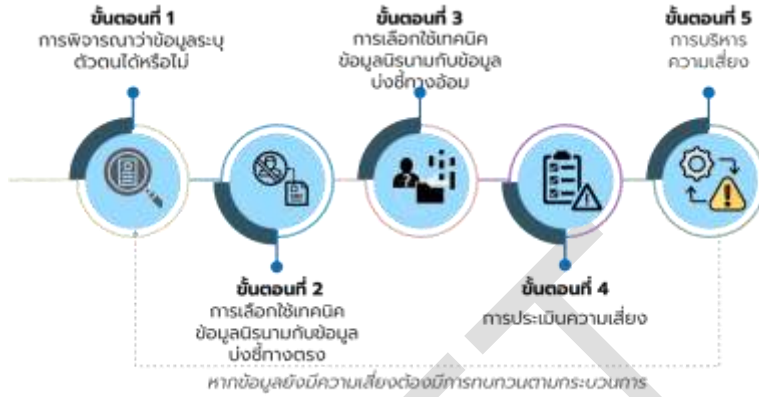 ขั้นตอนที่ 1
การพิจารณาว่าข้อมูลระบุ
ตัวตนได้หรือไม่
ขั้นตอนที่ 2
การเลือกใช้เทคนิค
ข้อมูลนิรนามกับข้อมูล
บ่งชี้ทางตรง
ขั้นตอนที่ 3
การเลือกใช้เทคนิค
ข้อมูลนิรนามกับข้อมูล
บ่งชี้ทางอ้อม
ขั้นตอนที่ 4
การประเมินความเสี่ยง
ขั้นตอนที่ 5
การบริหาร
ความเสี่ยง
หากข้อมูลยังมีความเสี่ยงต้องมีการทบทวนตามกระบวนการ